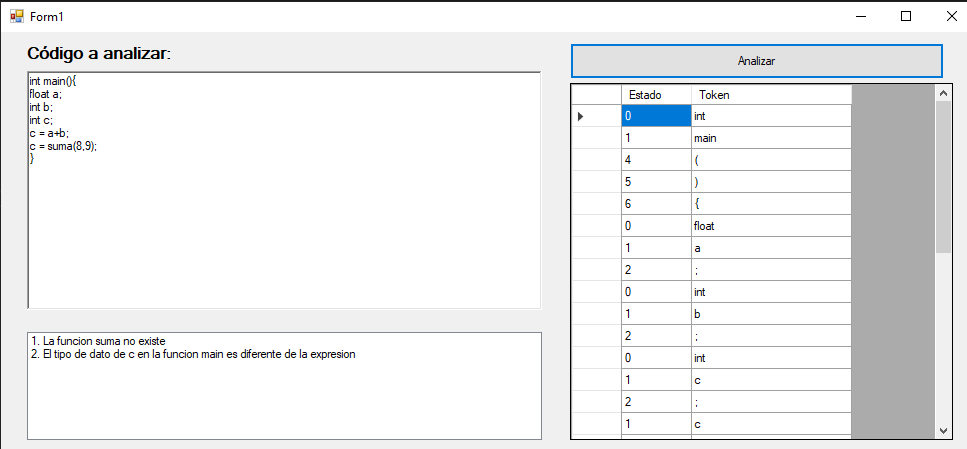 Form1
Código a analizar:
int main(){
float a;
int b;
int c;
c = a+b;
c = suma(8,9);
}
1. La funcion suma no existe
2. El tipo de dato de c en la funcion main es diferente de la expresion
Analizar
Estado Token
0 int
1 main
4 (
5 )
6 {
0 float
1 a
2 ;
0 int
1 b
2 ;
0 int
1 c
2 ;
1 c